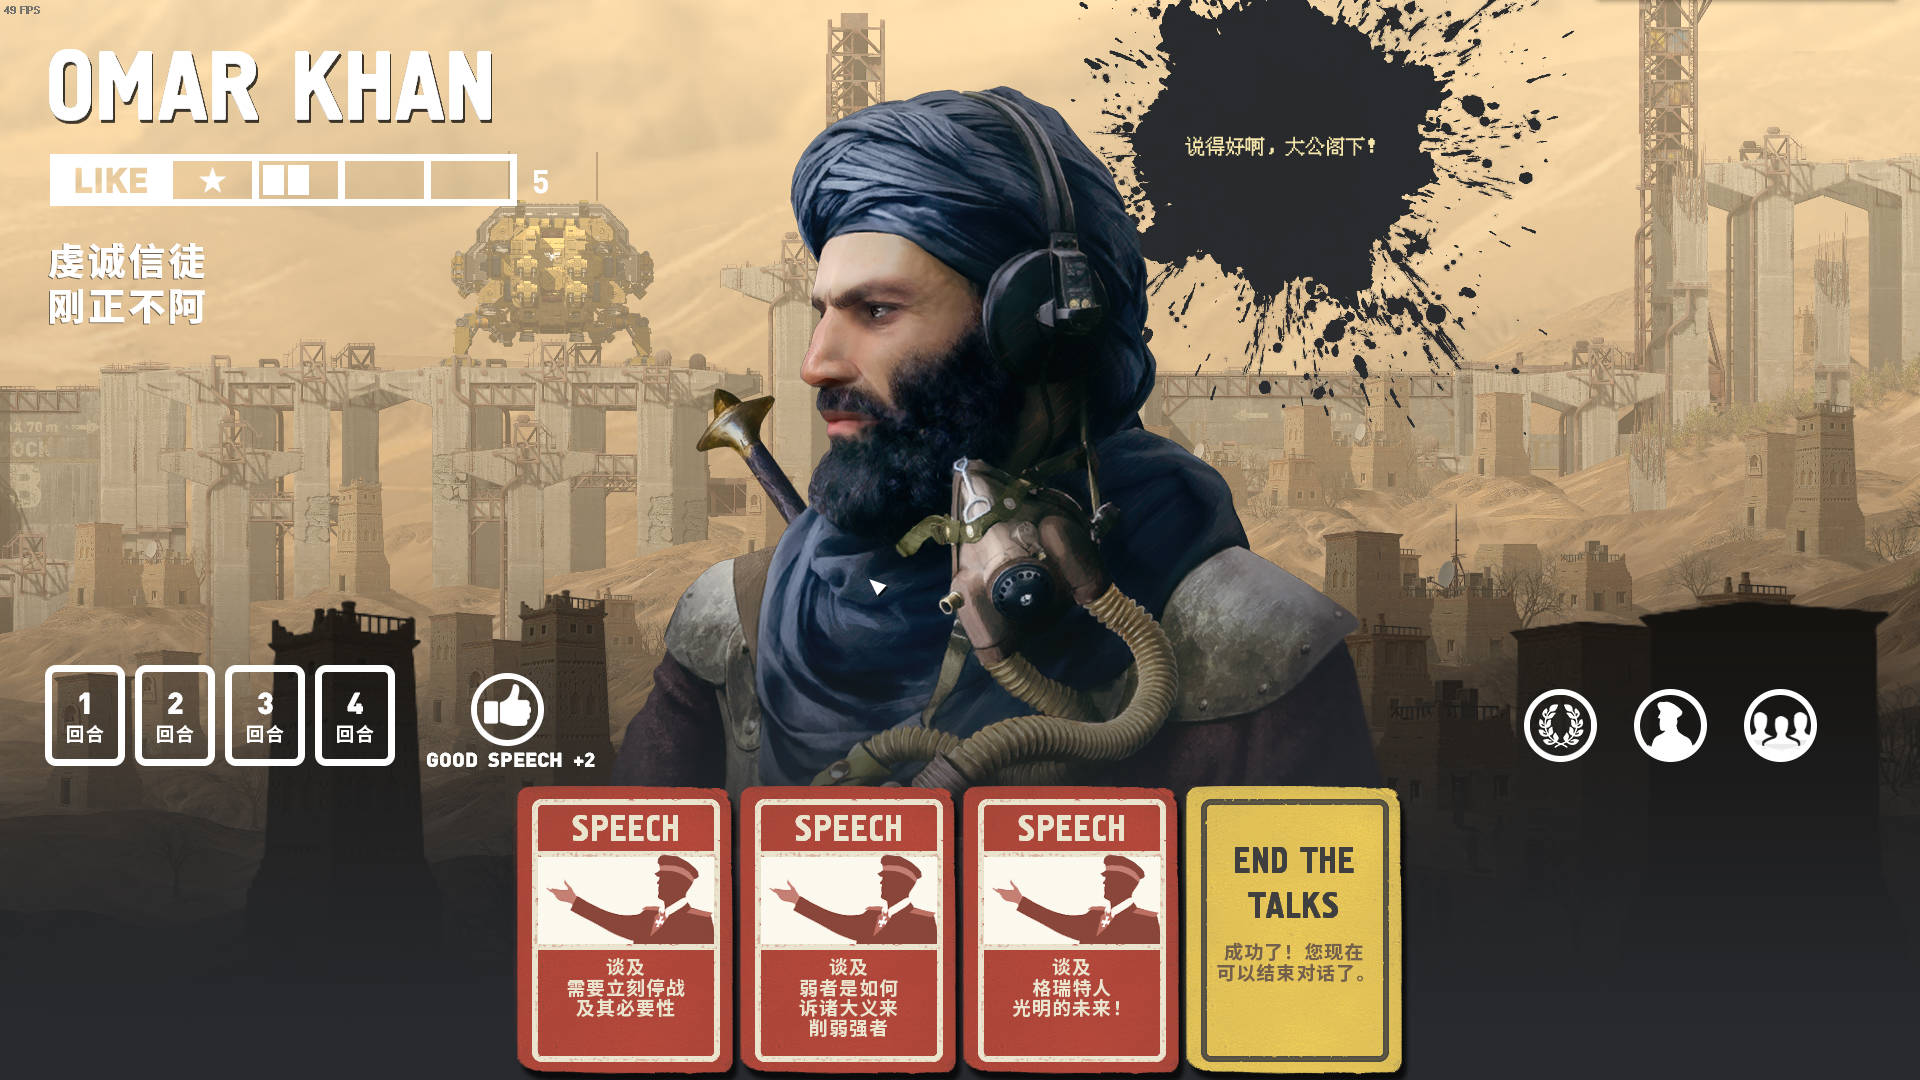 49 FPS
OMAR KHAN
LIKE
5
虔诚信徒
刚正不阿
说得好啊，大公阁下！
MAX 70 m
DOCK
B
1
回合
2
回合
3
回合
4
回合
GOOD SPEECH +2
SPEECH
谈及
需要立刻停战
及其必要性
SPEECH
谈及
弱者是如何
诉诸大义来
削弱强者
SPEECH
谈及
格瑞特人
光明的未来！
END THE
TALKS
成功了！您现在
可以结束对话了。